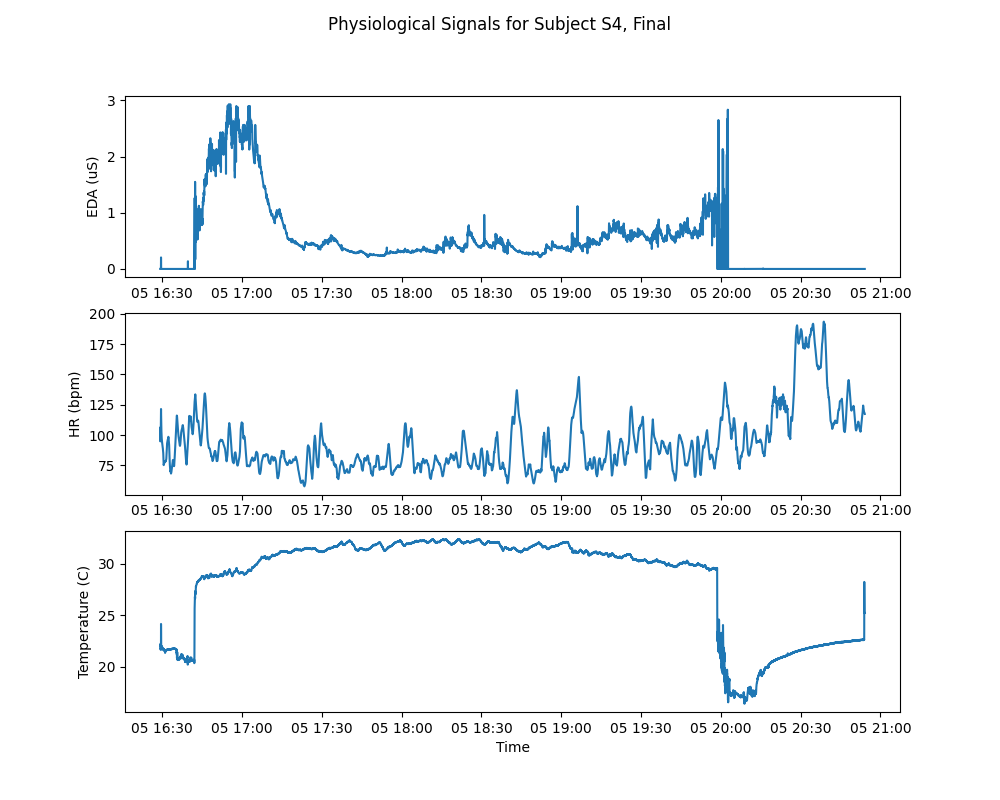 Physiological Signals for Subject S4, Final
3
2
1
0
EDA (uS)
05 16:30 05 17:00 05 17:30 05 18:00 05 18:30 05 19:00 05 19:30 05 20:00 05 20:30 05 21:00
200
175
150
125
100
75
HR (bpm)
05 16:30 05 17:00 05 17:30 05 18:00 05 18:30 05 19:00 05 19:30 05 20:00 05 20:30 05 21:00
30
25
20
Temperature (C)
05 16:30 05 17:00 05 17:30 05 18:00 05 18:30 05 19:00 05 19:30 05 20:00 05 20:30 05 21:00
Time